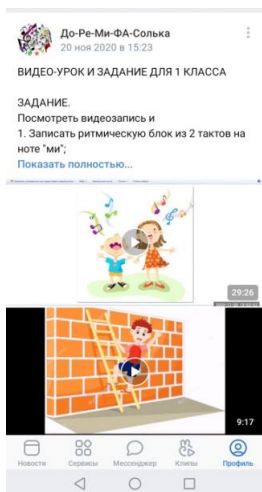 До-Ре-Ми-ФА-Солька
20 ноя 2020 в 15:23
ВИДЕО-УРОК И ЗАДАНИЕ ДЛЯ 1 КЛАССА
ЗАДАНИЕ.
Посмотреть видеозапись и
1. Записать ритмическую блок из 2 тактов на
ноте "ми";
Показать полностью...
29:26
9:17
Новости Сервисы Мессенджер Клипы Профиль